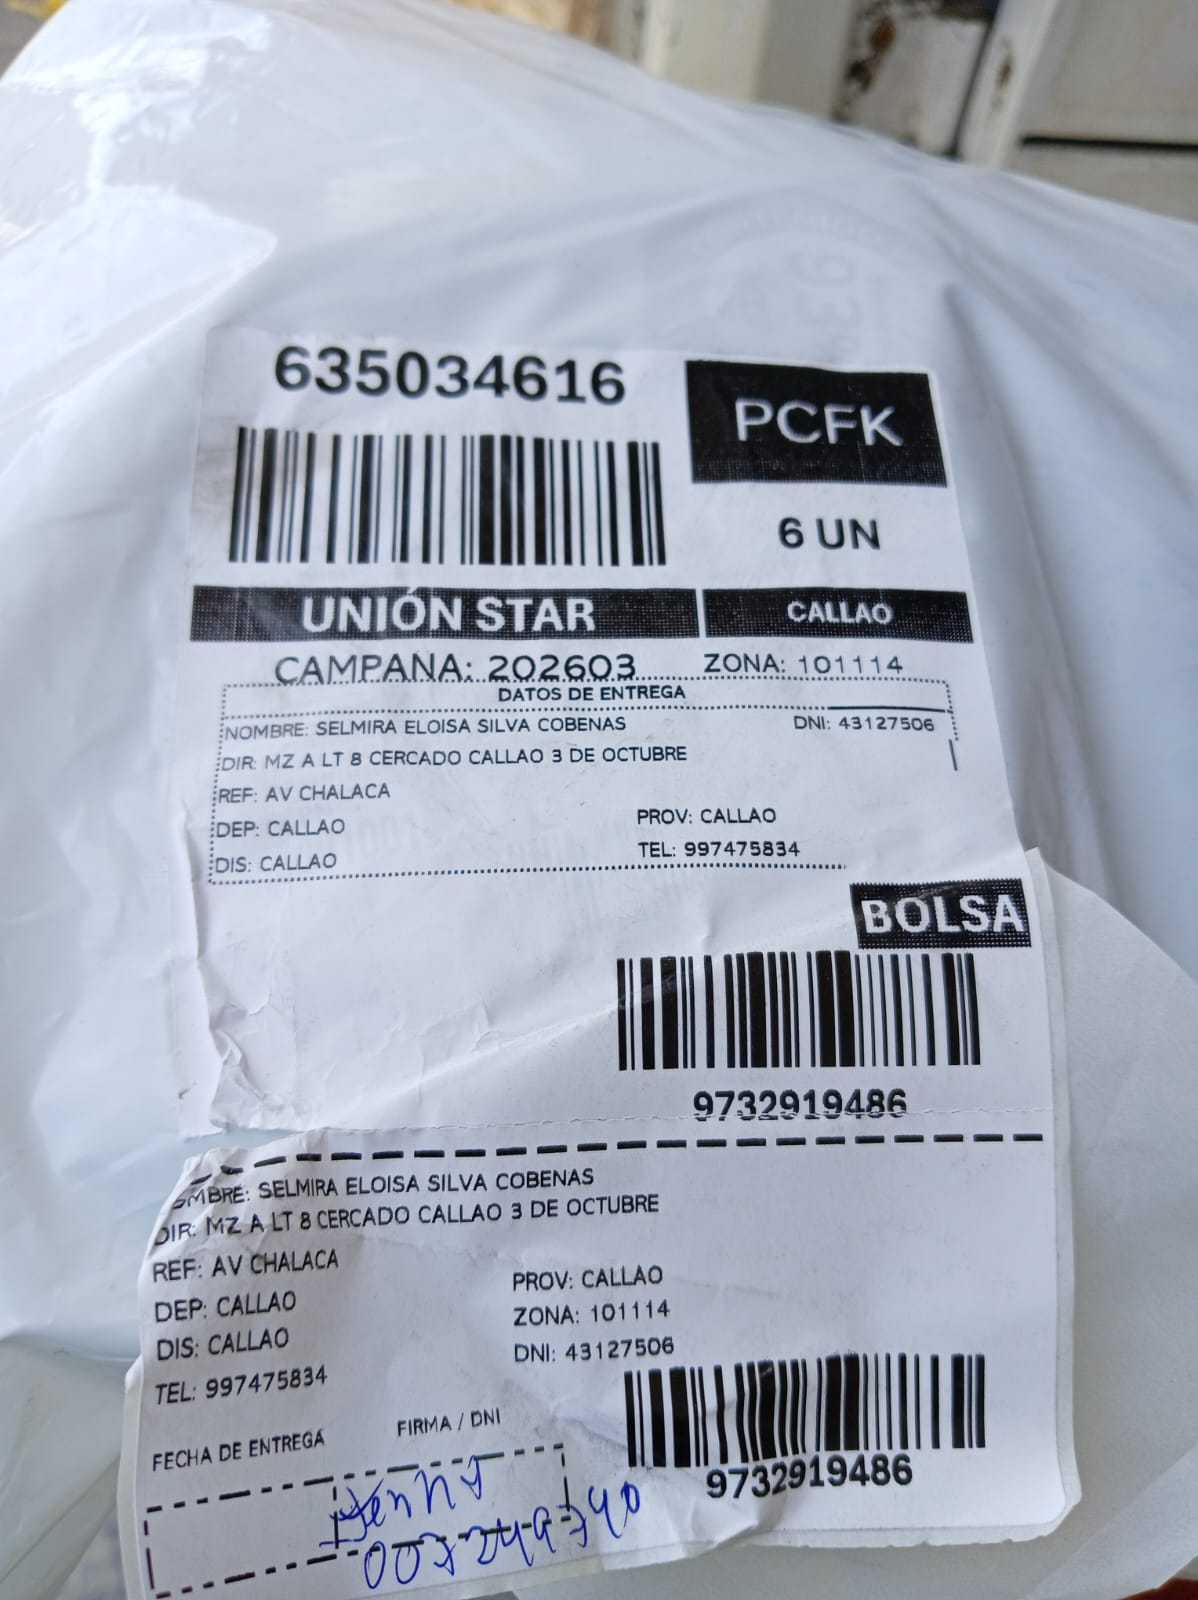 635034616
PCFK
6 UN
UNIÓN STAR
CALLAO
CAMPAÑA: 202603 ZONA: 101114
DATOS DE ENTREGA
NOMBRE: SELMIRA ELOISA SILVA COBENAS DNI: 43127506
DIR: MZ A LT 8 CERCADO CALLAO 3 DE OCTUBRE
REF: AV CHALACA
DEP: CALLAO PROV: CALLAO
DIS: CALLAO TEL: 997475834
BOLSA
9732919486
OMBRE: SELMIRA ELOISA SILVA COBENAS
DIR: MZ A LT 8 CERCADO CALLAO 3 DE OCTUBRE
REF: AV CHALACA
DEP: CALLAO PROV: CALLAO
DIS: CALLAO ZONA: 101114
TEL: 997475834 DNI: 43127506
FECHA DE ENTREGA FIRMA / DNI
9732919486